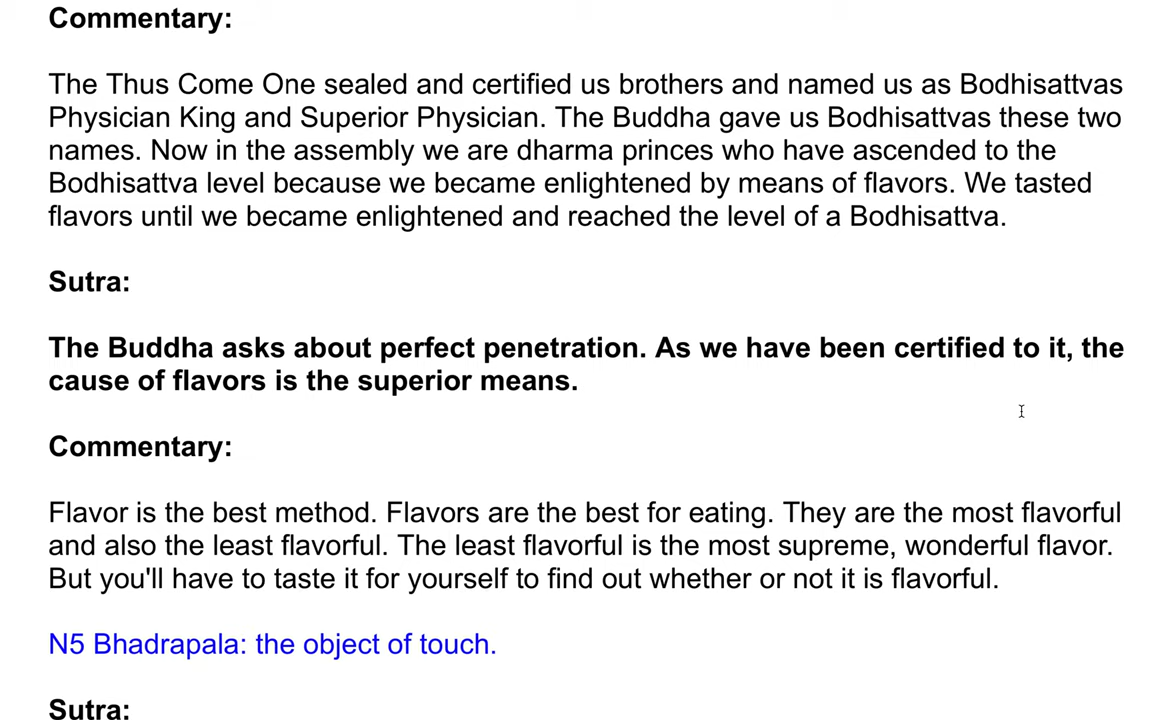 Commentary:
The Thus Come One sealed and certified us brothers and named us as Bodhisattvas
Physician King and Superior Physician. The Buddha gave us Bodhisattvas these two
names. Now in the assembly we are dharma princes who have ascended to the
Bodhisattva level because we became enlightened by means of flavors. We tasted
flavors until we became enlightened and reached the level of a Bodhisattva.
Sutra:
The Buddha asks about perfect penetration. As we have been certified to it, the
cause of flavors is the superior means.
Commentary:
Flavor is the best method. Flavors are the best for eating. They are the most flavorful
and also the least flavorful. The least flavorful is the most supreme, wonderful flavor.
But you'll have to taste it for yourself to find out whether or not it is flavorful.
N5 Bhadrapala: the object of touch.
Sutra: